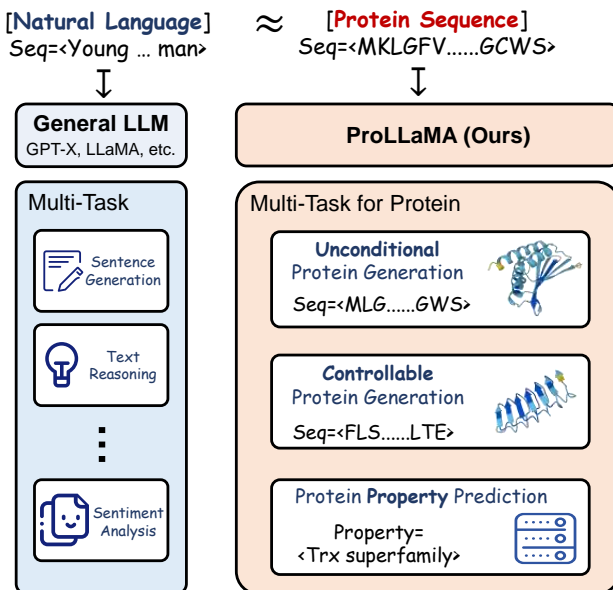 [Natural Language] ≈ [Protein Sequence]
Seq=<Young ... man> Seq=<MKLGFV......GCWS>
General LLM
GPT-X, LLaMA, etc.
ProLLaMA (Ours)
Multi-Task
Sentence
Generation
Text
Reasoning
Sentiment
Analysis
Multi-Task for Protein
Unconditional
Protein Generation
Seq=<MLG......GWS>
Controllable
Protein Generation
Seq=<FLS......LTE>
Protein Property Prediction
Property=
<Trx superfamily>